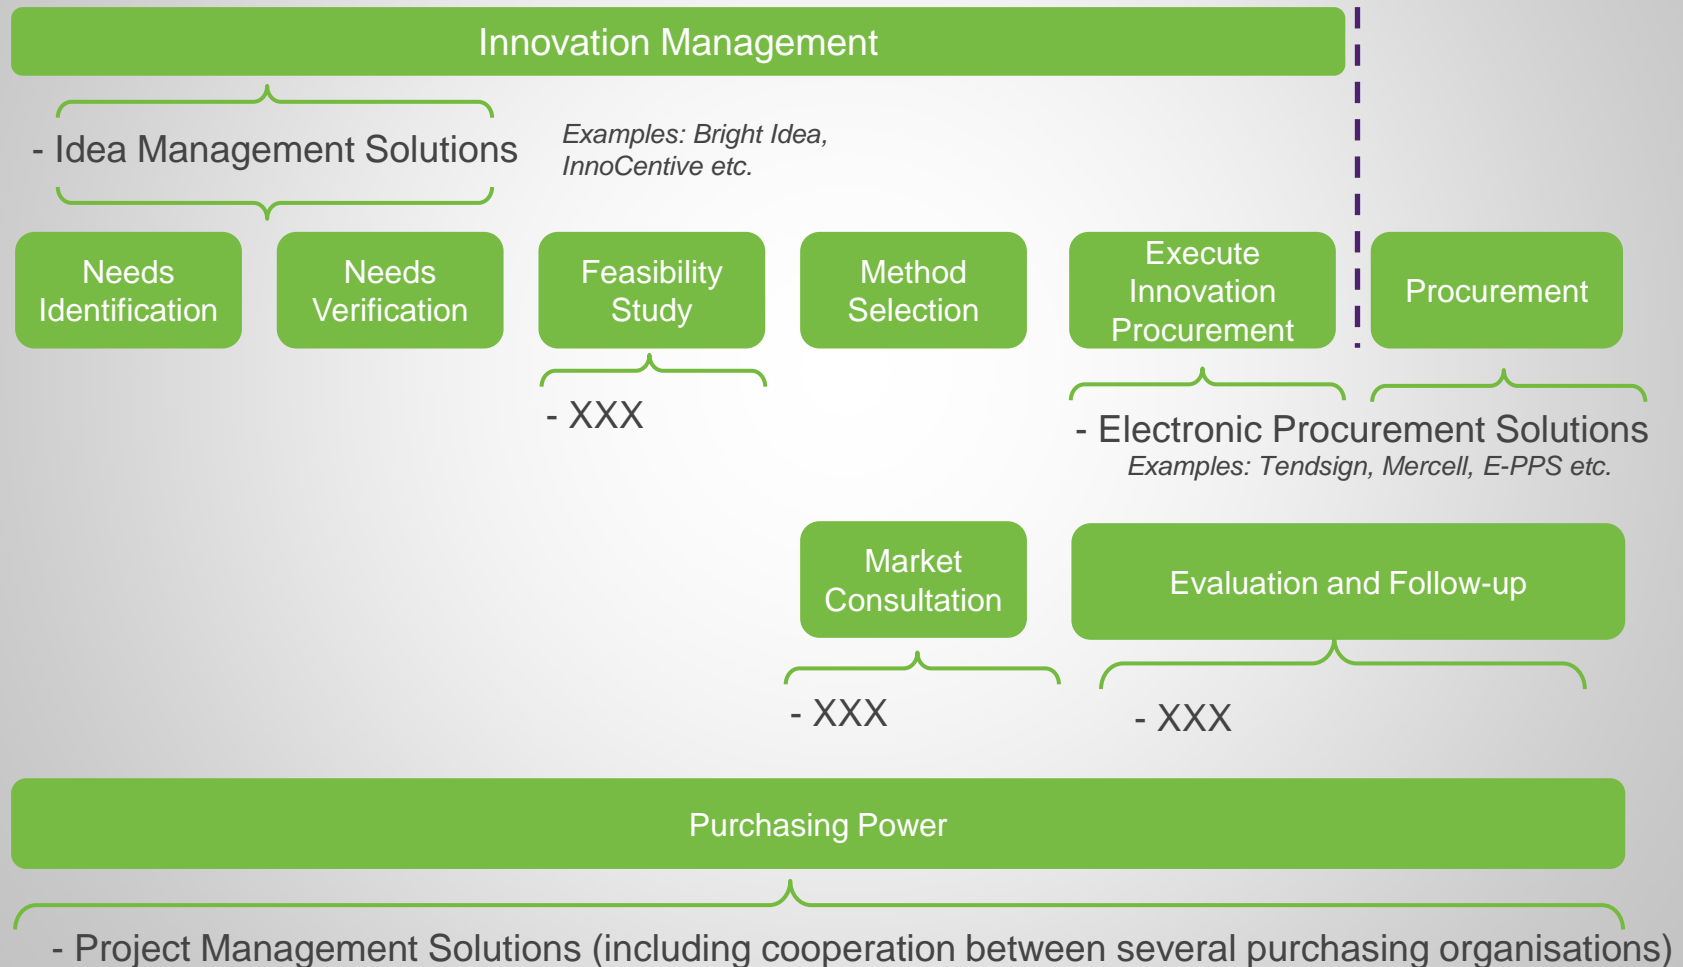 Innovation Management
- Idea Management Solutions
Examples: Bright Idea,
InnoCentive etc.
Needs
Identification
Needs
Verification
Feasibility
Study
Method
Selection
Execute
Innovation
Procurement
Procurement
- XXX
- Electronic Procurement Solutions
Examples: Tendsign, Mercell, E-PPS etc.
Market
Consultation
Evaluation and Follow-up
- XXX
- XXX
Purchasing Power
- Project Management Solutions (including cooperation between several purchasing organisations)